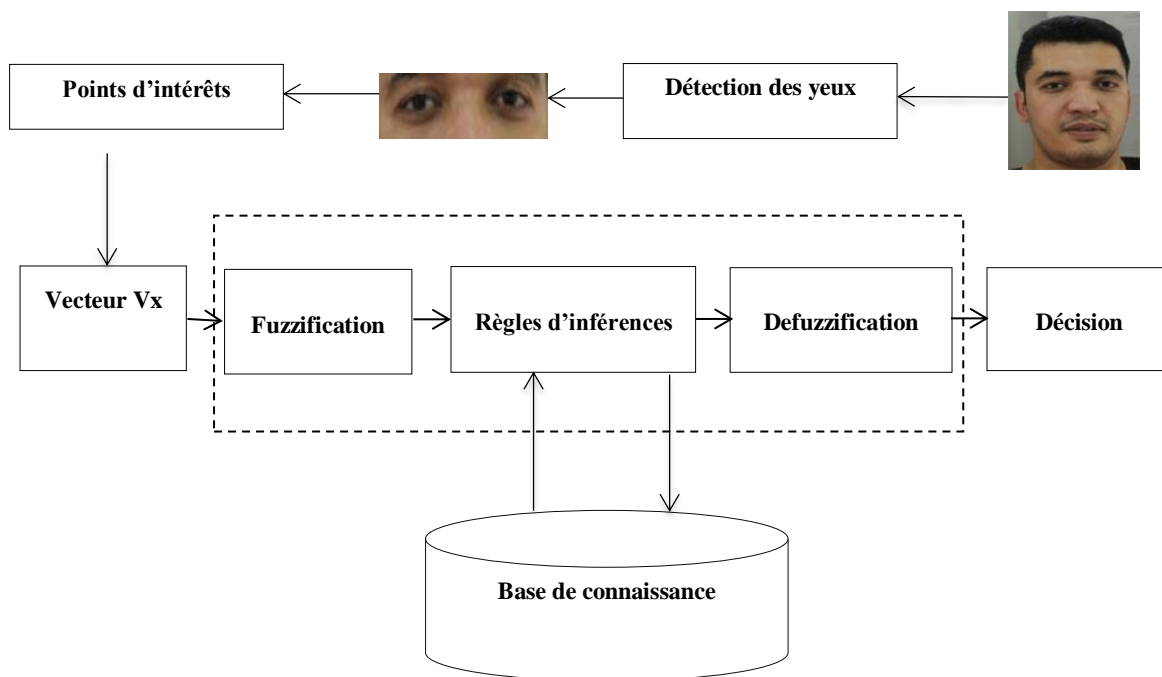 Points d'intérêts
Détection des yeux
Vecteur Vx
Fuzzification
Règles d'inférences
Defuzzification
Décision
Base de connaissance